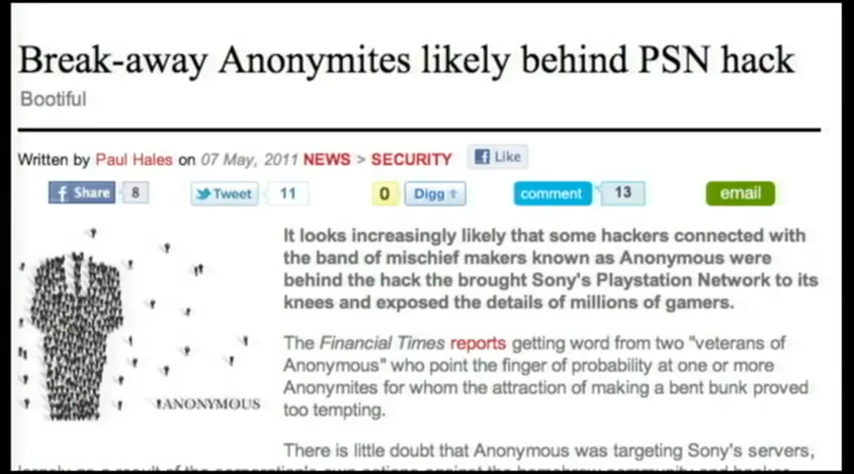 Break-away Anonymites likely behind PSN hack
Bootiful
Written by Paul Hales on 07 May, 2011 NEWS > SECURITY Like
Share 8 Tweet 11 0 Digg comment 13 email
It looks increasingly likely that some hackers connected with
the band of mischief makers known as Anonymous were
behind the hack the brought Sony's Playstation Network to its
knees and exposed the details of millions of gamers.
The Financial Times reports getting word from two "veterans of
Anonymous" who point the finger of probability at one or more
Anonymites for whom the attraction of making a bent bunk proved
too tempting.
ANONYMOUS
There is little doubt that Anonymous was targeting Sony's servers,